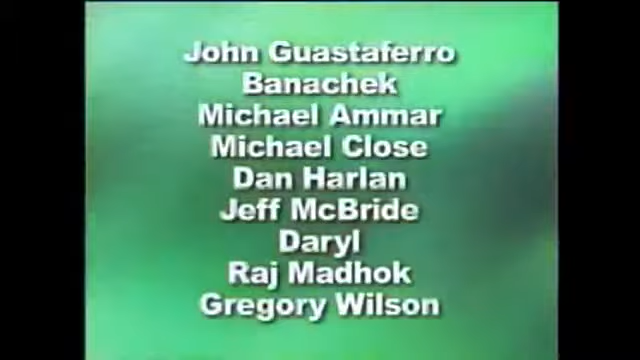 John Guastaferro
Banachek
Michael Ammar
Michael Close
Dan Harlan
Jeff McBride
Daryl
Raj Madhok
Gregory Wilson